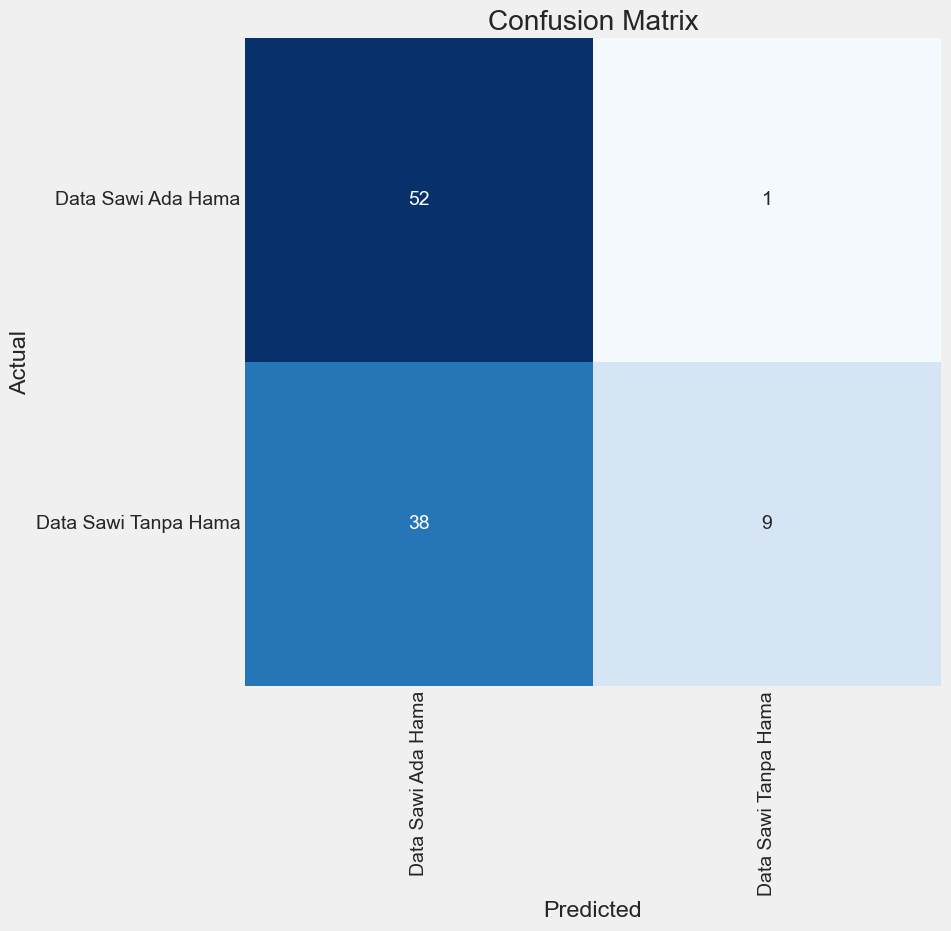 Confusion Matrix
Actual
Data Sawi Ada Hama
52
1
Data Sawi Tanpa Hama
38
9
Data Sawi Ada Hama
Data Sawi Tanpa Hama
Predicted